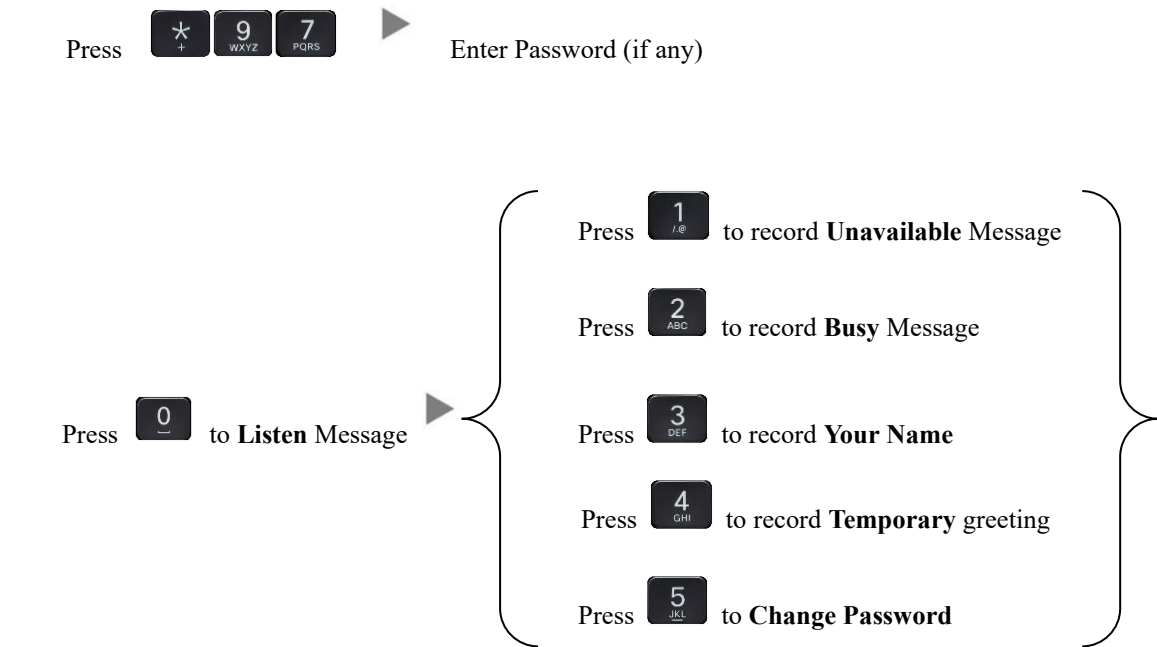 Press * + 9 WXYZ 7 PQRS Enter Password (if any)
Press 1 /.@ to record Unavailable Message
Press 2 ABC to record Busy Message
Press 0 to Listen Message
Press 3 DEF to record Your Name
Press 4 GHI to record Temporary greeting
Press 5 JKL to Change Password